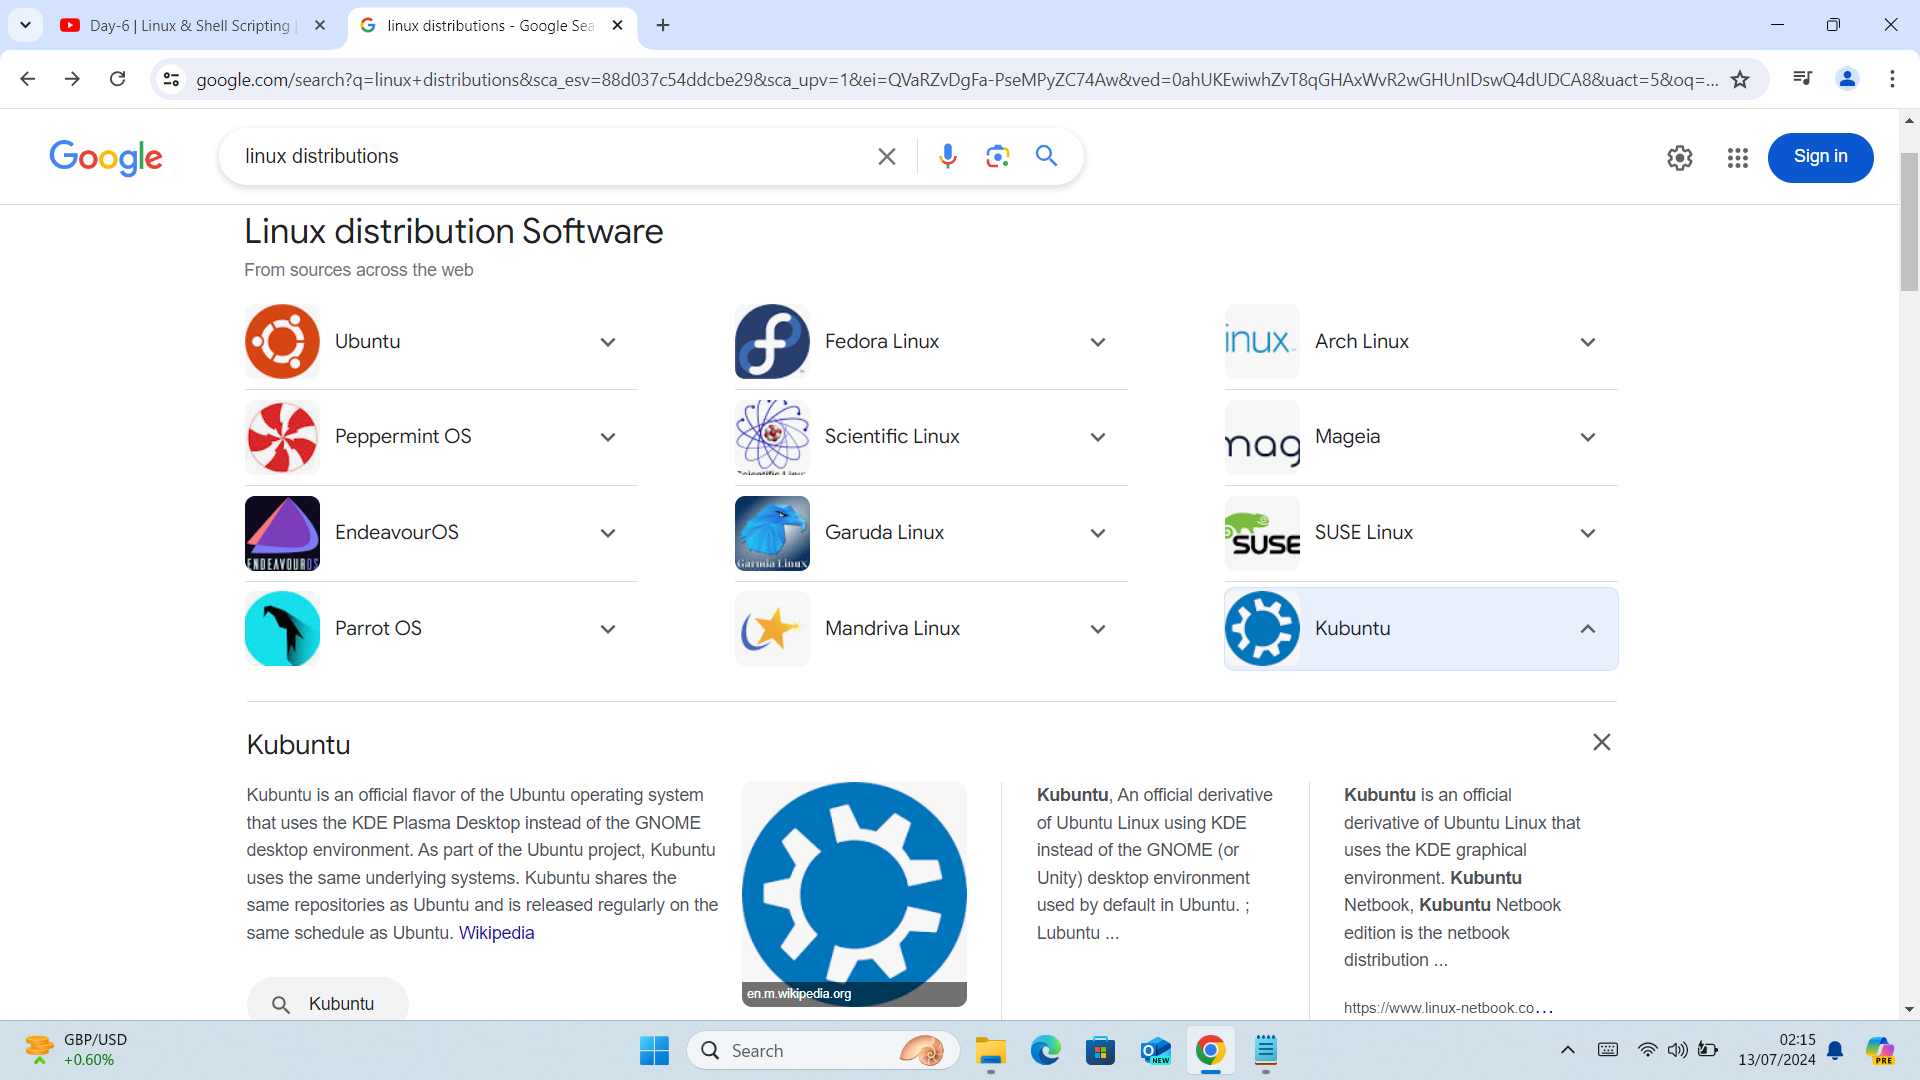 Day-6 | Linux & Shell Scripting |
linux distributions - Google Sea
google.com/search?q=linux+distributions&sca_esv=88d037c54ddcbe29&sca_upv=1&ei=QVaRZvDgFa-PseMPyZC74Aw&ved=0ahUKEwiwhZvT8qGHAxWvR2wGHUnIDswQ4dUDCA8&uact=5&oq=...
Google
linux distributions
Sign in
Linux distribution Software
From sources across the web
Ubuntu
Fedora Linux
inux
Arch Linux
Peppermint OS
Scientific Linux
Scientific Linux
mag
Mageia
ENDEAVOUROS
EndeavourOS
Garuda Linux
Garuda Linux
SUSE
SUSE Linux
Parrot OS
Mandriva Linux
Kubuntu
Kubuntu
Kubuntu is an official flavor of the Ubuntu operating system
that uses the KDE Plasma Desktop instead of the GNOME
desktop environment. As part of the Ubuntu project, Kubuntu
uses the same underlying systems. Kubuntu shares the
same repositories as Ubuntu and is released regularly on the
same schedule as Ubuntu. Wikipedia
Kubuntu
en.m.wikipedia.org
Kubuntu, An official derivative
of Ubuntu Linux using KDE
instead of the GNOME (or
Unity) desktop environment
used by default in Ubuntu. ;
Lubuntu ...
Kubuntu is an official
derivative of Ubuntu Linux that
uses the KDE graphical
environment. Kubuntu
Netbook, Kubuntu Netbook
edition is the netbook
distribution ...
https://www.linux-netbook.co...
GBP/USD
+0.60%
Search
NEW
02:15
13/07/2024
PRE